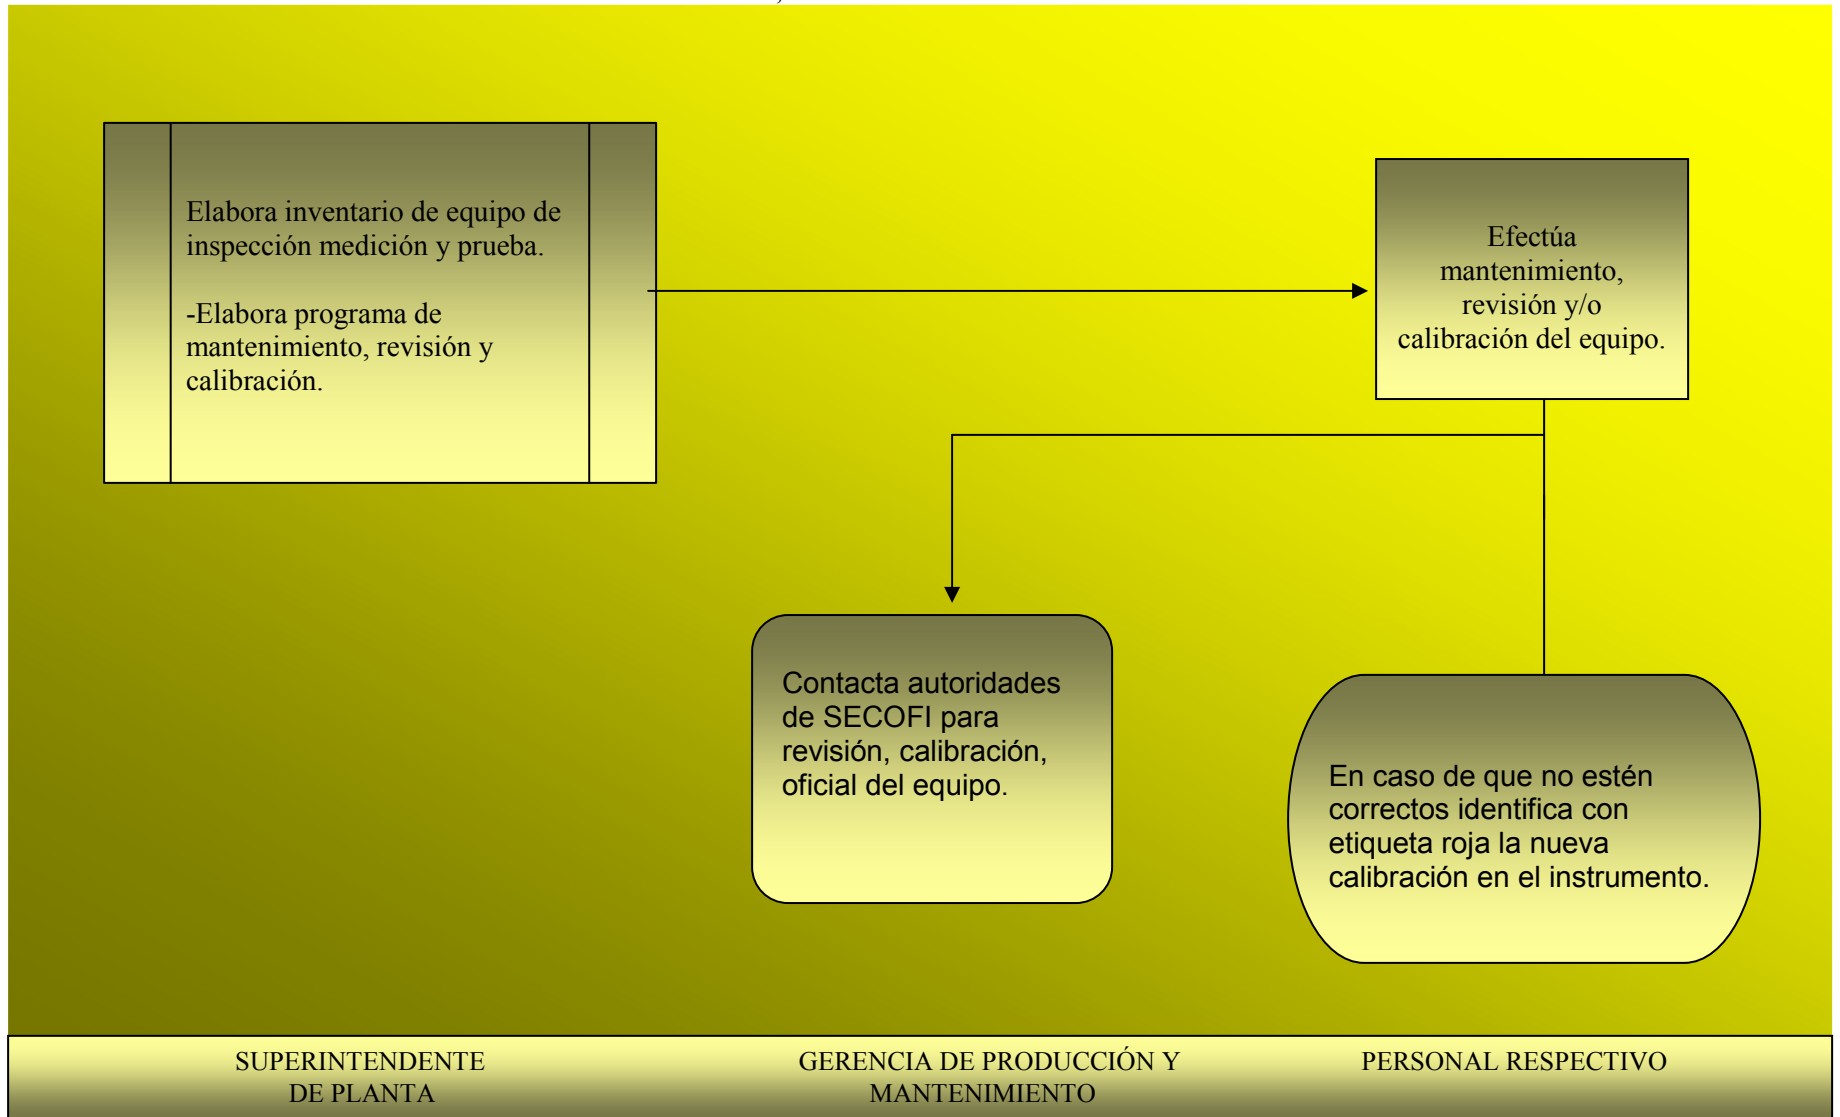 Elabora inventario de equipo de
inspección medición y prueba.
-Elabora programa de
mantenimiento, revisión y
calibración.
Efectúa
mantenimiento,
revisión y/o
calibración del equipo.
Contacta autoridades
de SECOFI para
revisión, calibración,
oficial del equipo.
En caso de que no estén
correctos identifica con
etiqueta roja la nueva
calibración en el instrumento.
SUPERINTENDENTE
DE PLANTA
GERENCIA DE PRODUCCIÓN Y
MANTENIMIENTO
PERSONAL RESPECTIVO